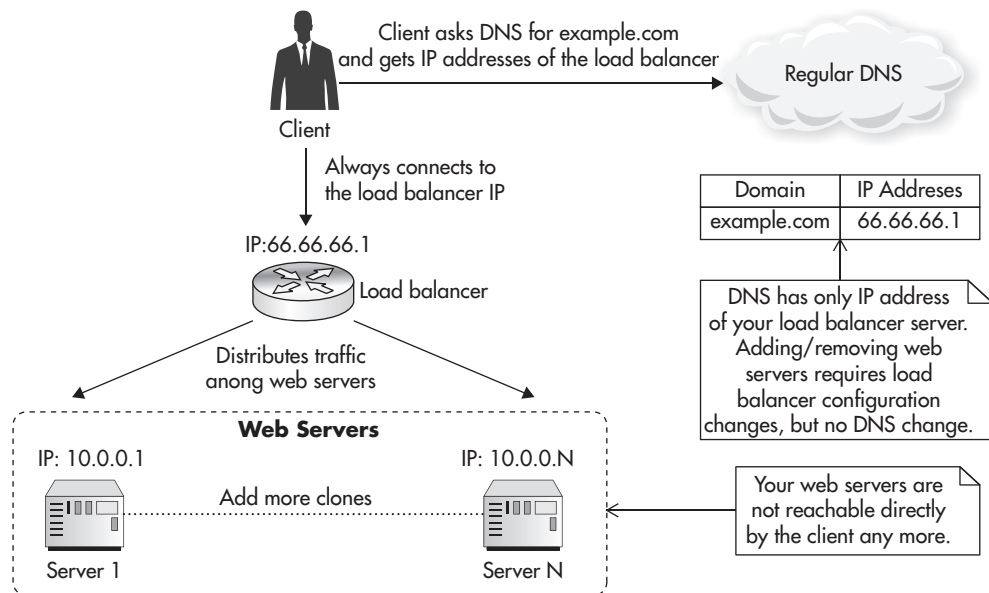 Client asks DNS for example.com
and gets IP addresses of the load balancer
Regular DNS
Client
Always connects to
the load balancer IP
Domain
IP Addreses
example.com
66.66.66.1
IP:66.66.66.1
Load balancer
DNS has only IP address
of your load balancer server.
Adding/removing web
servers requires load
balancer configuration
changes, but no DNS change.
Distributes traffic
anong web servers
Web Servers
IP: 10.0.0.1
IP: 10.0.0.N
Add more clones
Server 1
Server N
Your web servers are
not reachable directly
by the client any more.